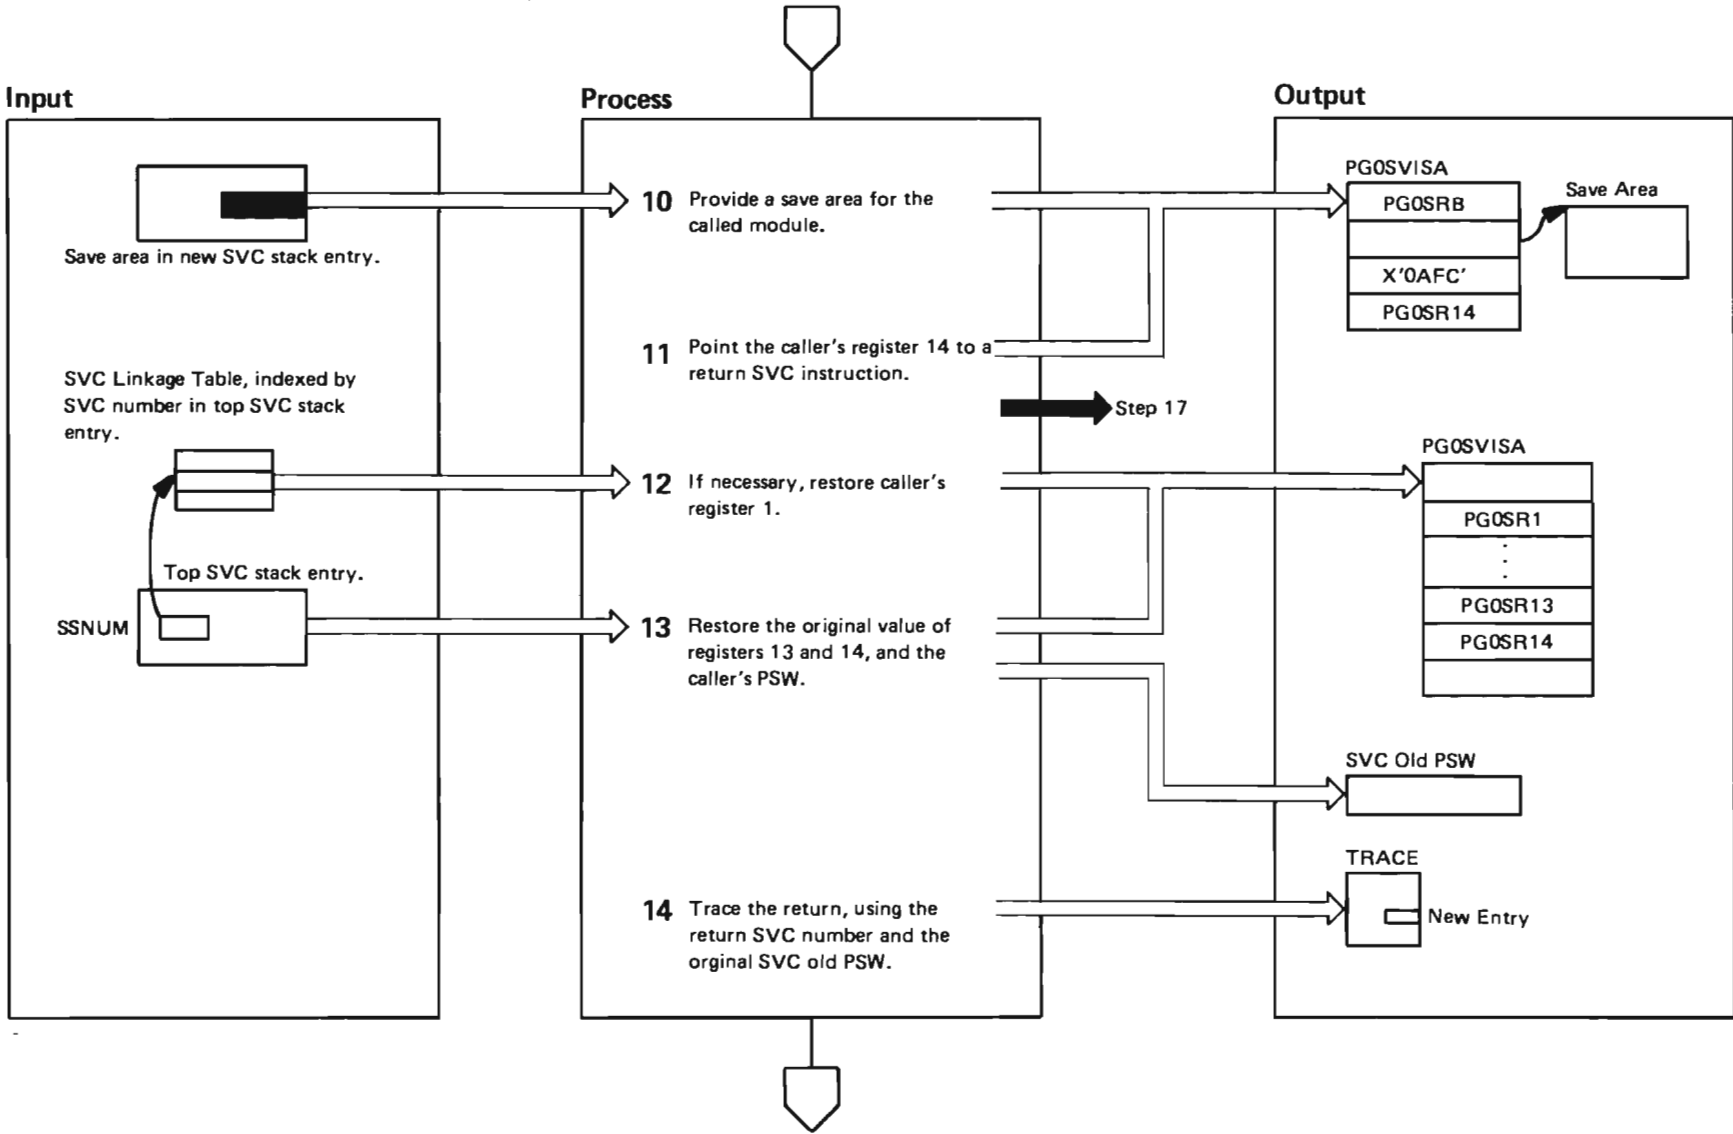 Input
Process
Output
Save area in new SVC stack entry.
SVC Linkage Table, indexed by
SVC number in top SVC stack
entry.
Top SVC stack entry.
SSNUM
10 Provide a save area for the
called module.
11 Point the caller's register 14 to a
return SVC instruction.
Step 17
12 If necessary, restore caller's
register 1.
13 Restore the original value of
registers 13 and 14, and the
caller's PSW.
14 Trace the return, using the
return SVC number and the
orginal SVC old PSW.
PG0SVISA
PG0SRB
X'0AFC'
PG0SR14
Save Area
PG0SVISA
PG0SR1
PG0SR13
PG0SR14
SVC Old PSW
TRACE
New Entry